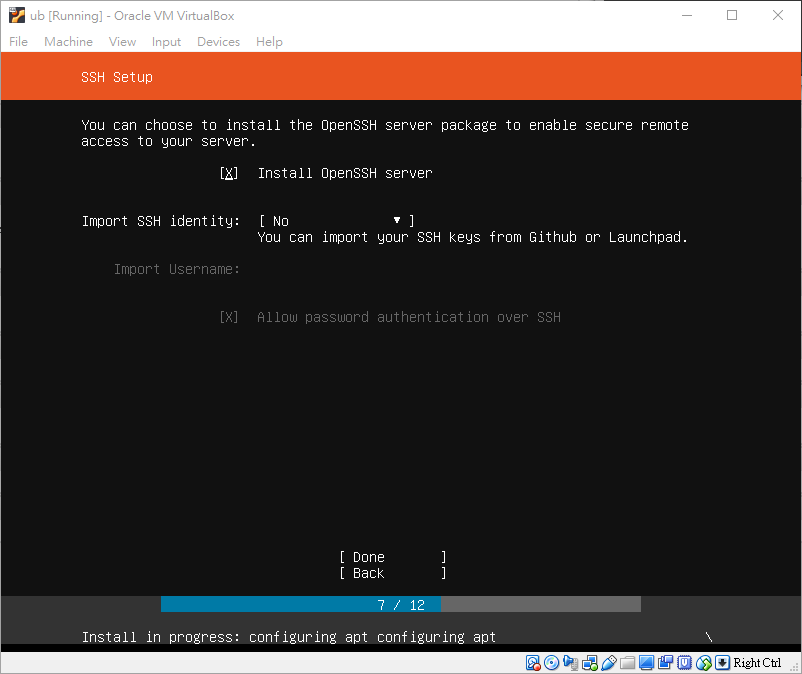 ub [Running] - Oracle VM VirtualBox
File Machine View Input Devices Help
SSH Setup
You can choose to install the OpenSSH server package to enable secure remote
access to your server.
[X] Install OpenSSH server
Import SSH identity: [ No ▾ ]
You can import your SSH keys from Github or Launchpad.
Import Username:
[X] Allow password authentication over SSH
[ Done ]
[ Back ]
7 / 12
Install in progress: configuring apt configuring apt \
Right Ctrl